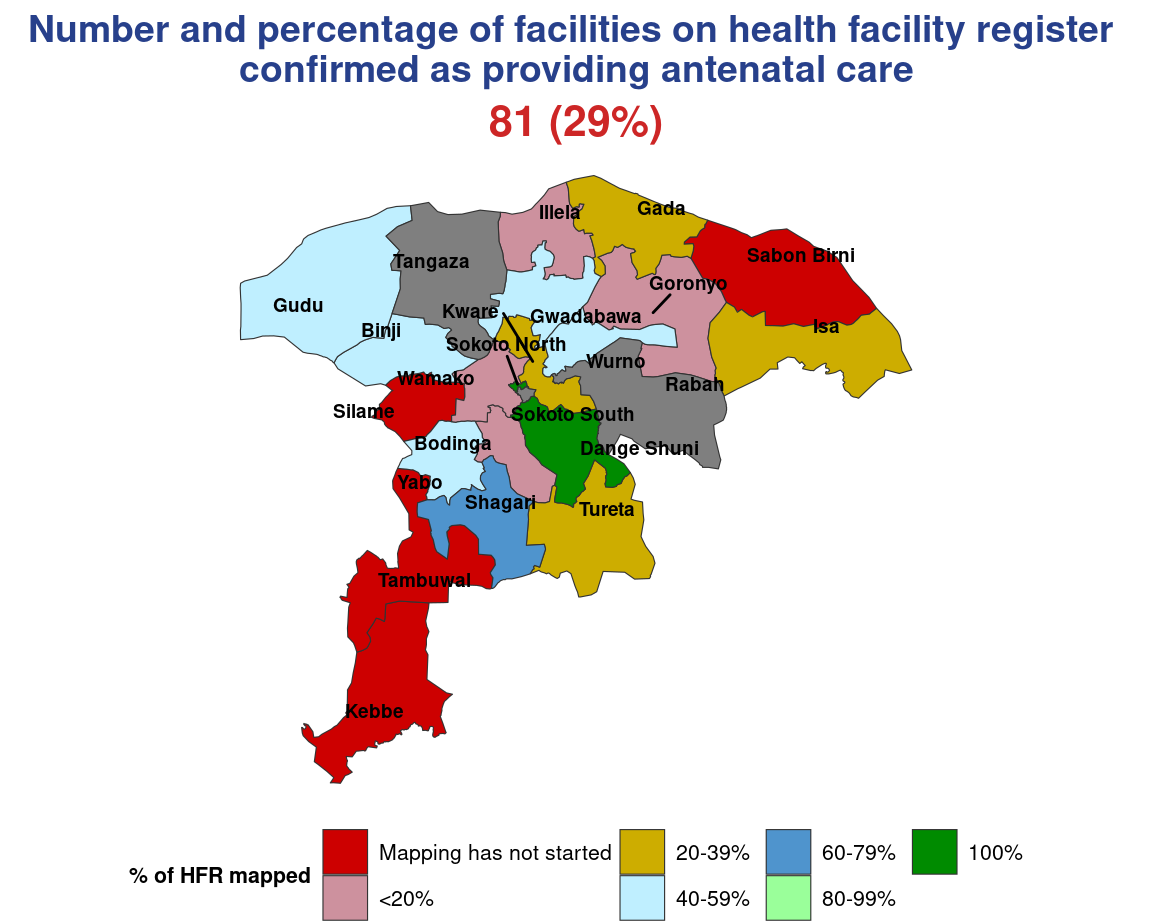 Number and percentage of facilities on health facility register
confirmed as providing antenatal care
81 (29%)
Illela
Gada
Sabon Birni
Tangaza
Goronyo
Gudu
Kware
Gwadabawa
Isa
Binji
Sokoto North
Wurno
Wamako
Rabah
Silame
Sokoto South
Bodinga
Dange Shuni
Yabo
Shagari
Tureta
Tambuwal
Kebbe
% of HFR mapped
Mapping has not started
<20%
20-39%
40-59%
60-79%
80-99%
100%